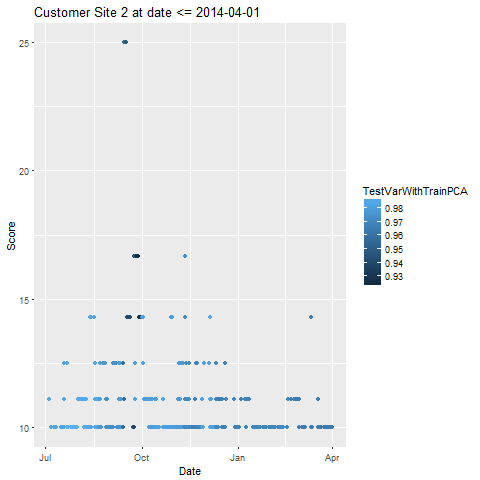 Customer Site 2 at date <= 2014-04-01
25
20
15
10
Score
Jul
Oct
Jan
Apr
Date
TestVarWithTrainPCA
0.98
0.97
0.96
0.95
0.94
0.93